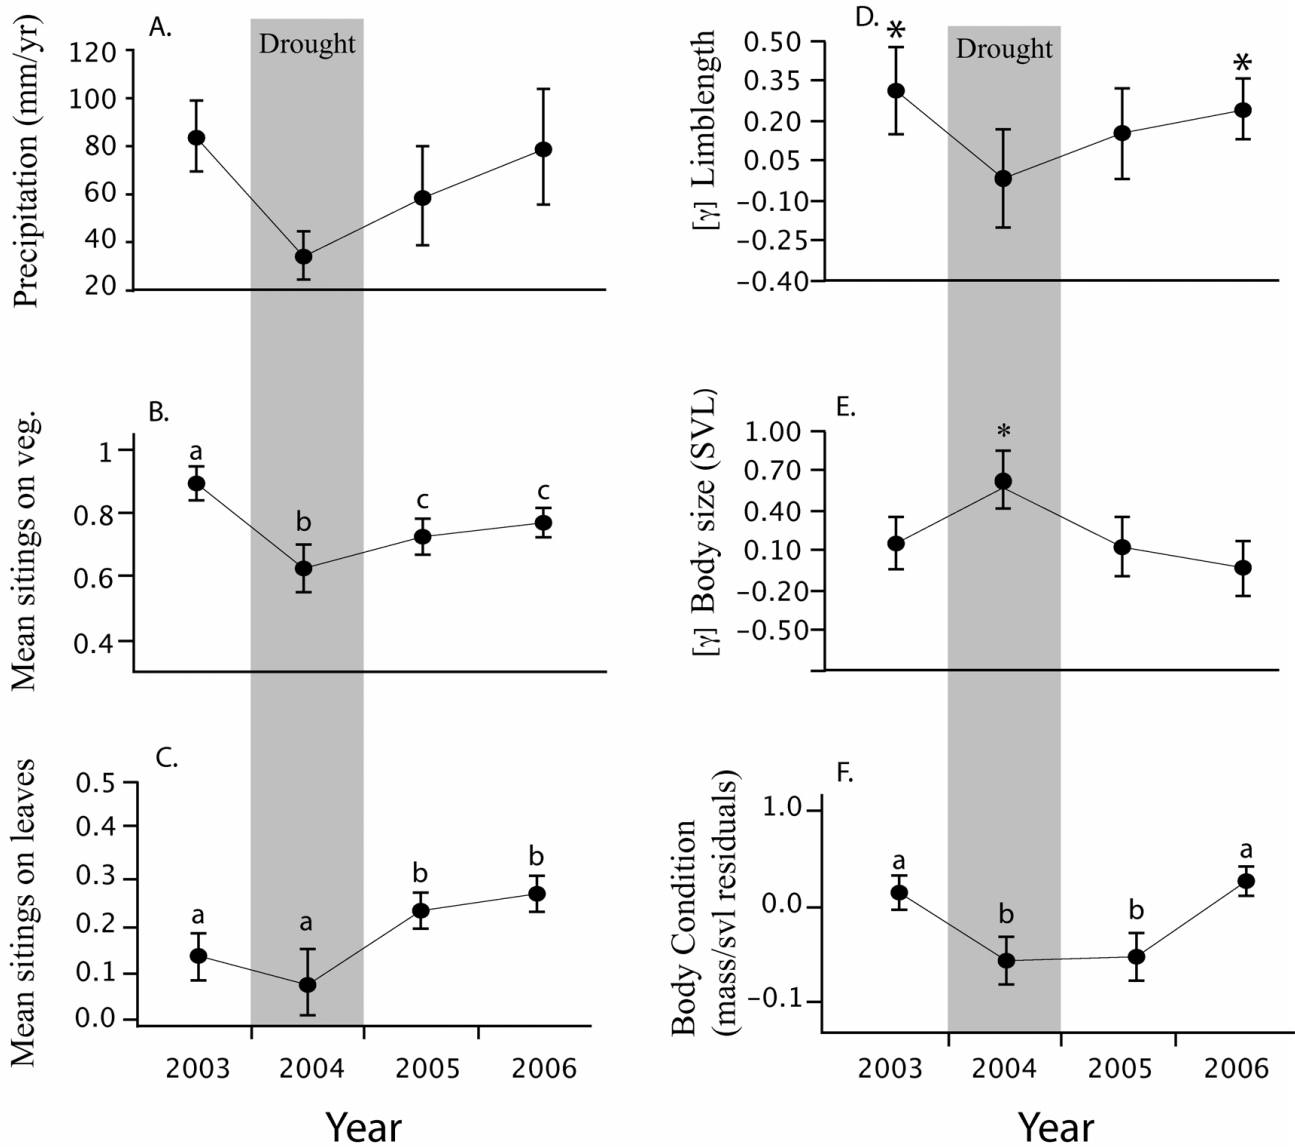 A.
Drought
Precipitation (mm/yr)
120
100
80
60
40
20
B.
Mean sitings on veg.
1
0.8
0.6
0.4
a
b
c
c
C.
Mean sitings on leaves
0.5
0.4
0.3
0.2
0.1
0.0
a
a
b
b
2003 2004 2005 2006
Year
D.
Drought
[γ] Limblength
0.50
0.35
0.20
0.05
−0.10
−0.25
−0.40
*
*
E.
[γ] Body size (SVL)
1.00
0.70
0.40
0.10
−0.20
−0.50
*
F.
Body Condition
(mass/svl residuals)
1.0
0.0
−0.1
a
b
b
a
2003 2004 2005 2006
Year